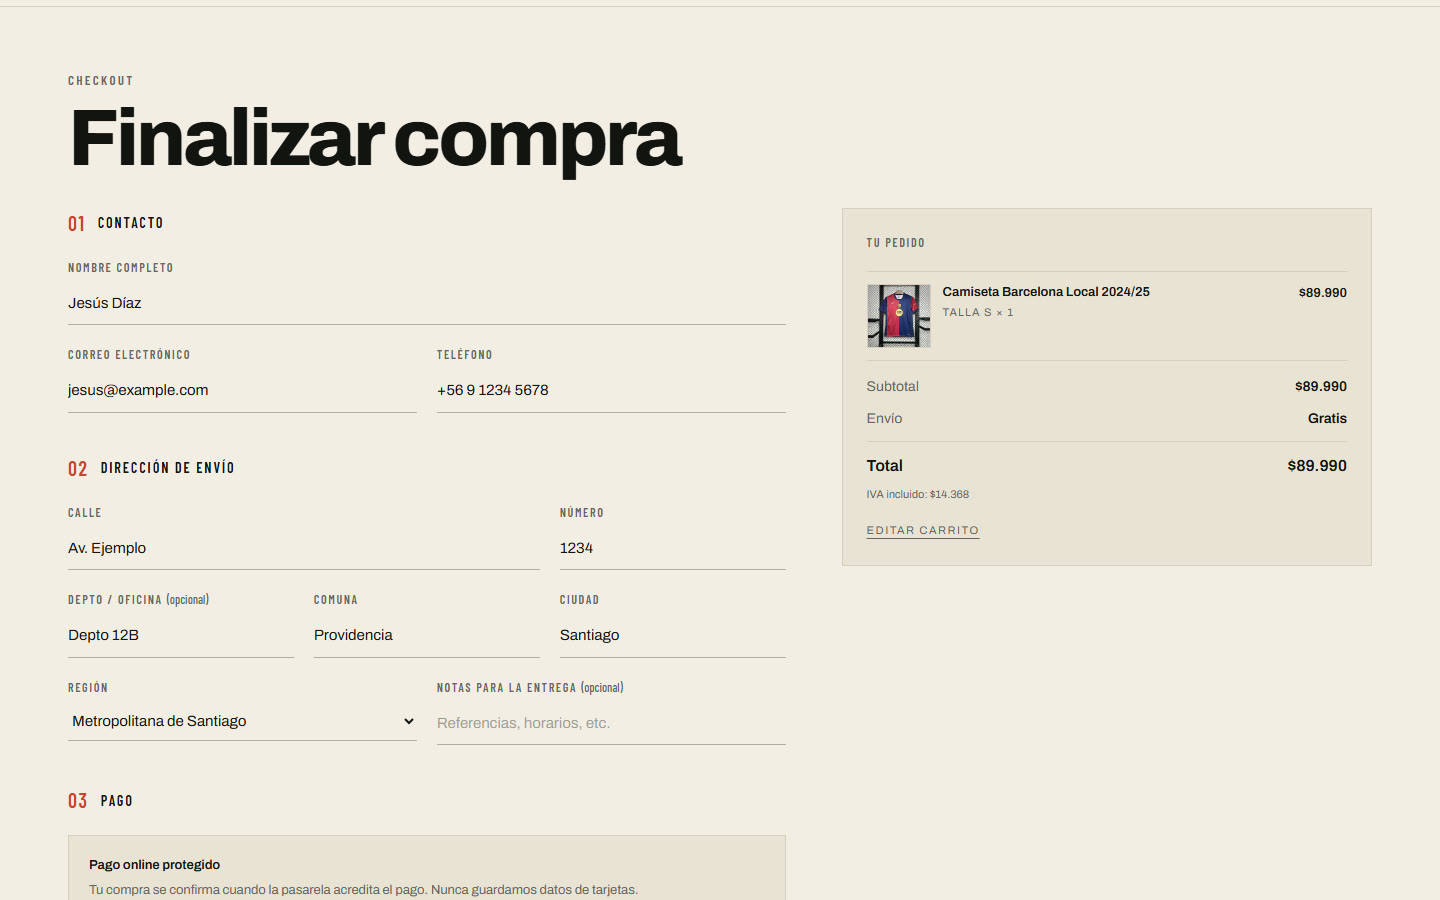 CHECKOUT
Finalizar compra
01 CONTACTO
NOMBRE COMPLETO
Jesús Díaz
CORREO ELECTRÓNICO
jesus@example.com
TELÉFONO
+56 9 1234 5678
02 DIRECCIÓN DE ENVÍO
CALLE
Av. Ejemplo
NÚMERO
1234
DEPTO / OFICINA (opcional)
Depto 12B
COMUNA
Providencia
CIUDAD
Santiago
REGIÓN
Metropolitana de Santiago
NOTAS PARA LA ENTREGA (opcional)
Referencias, horarios, etc.
03 PAGO
Pago online protegido
Tu compra se confirma cuando la pasarela acredita el pago. Nunca guardamos datos de tarjetas.
TU PEDIDO
Camiseta Barcelona Local 2024/25 $89.990
TALLA S × 1
Subtotal $89.990
Envío Gratis
Total $89.990
IVA incluido: $14.368
EDITAR CARRITO